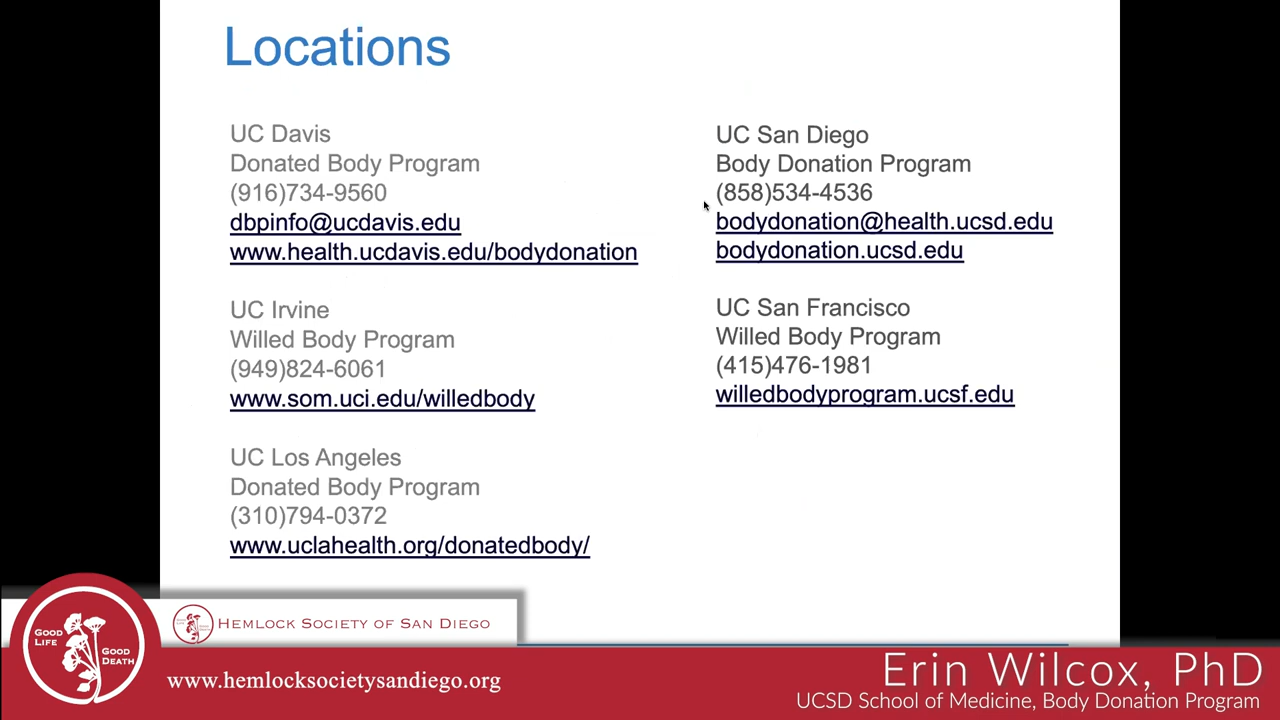 Locations
UC Davis
Donated Body Program
(916)734-9560
dbpinfo@ucdavis.edu
www.health.ucdavis.edu/bodydonation
UC Irvine
Willed Body Program
(949)824-6061
www.som.uci.edu/willedbody
UC Los Angeles
Donated Body Program
(310)794-0372
www.uclahealth.org/donatedbody/
UC San Diego
Body Donation Program
(858)534-4536
bodydonation@health.ucsd.edu
bodydonation.ucsd.edu
UC San Francisco
Willed Body Program
(415)476-1981
willedbodyprogram.ucsf.edu
GOOD
LIFE
GOOD
DEATH
HEMLOCK SOCIETY OF SAN DIEGO
www.hemlocksocietysandiego.org
Erin Wilcox, PhD
UCSD School of Medicine, Body Donation Program